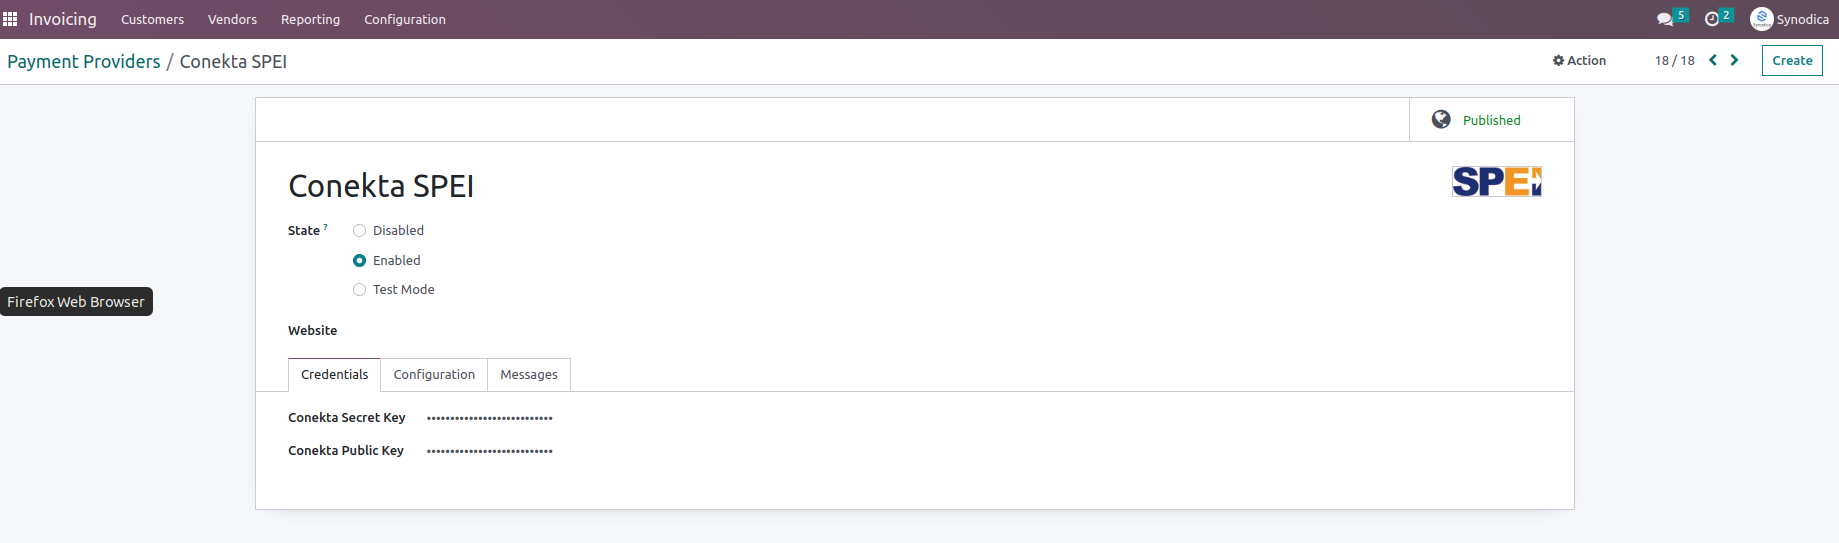 Invoicing Customers Vendors Reporting Configuration 5 2 Synodica
Payment Providers / Conekta SPEI Action 18 / 18 Create
Published
Conekta SPEI SPEI
State ? Disabled
Enabled
Test Mode
Firefox Web Browser
Website
Credentials Configuration Messages
Conekta Secret Key •••••••••••••••••••••••••••
Conekta Public Key •••••••••••••••••••••••••••